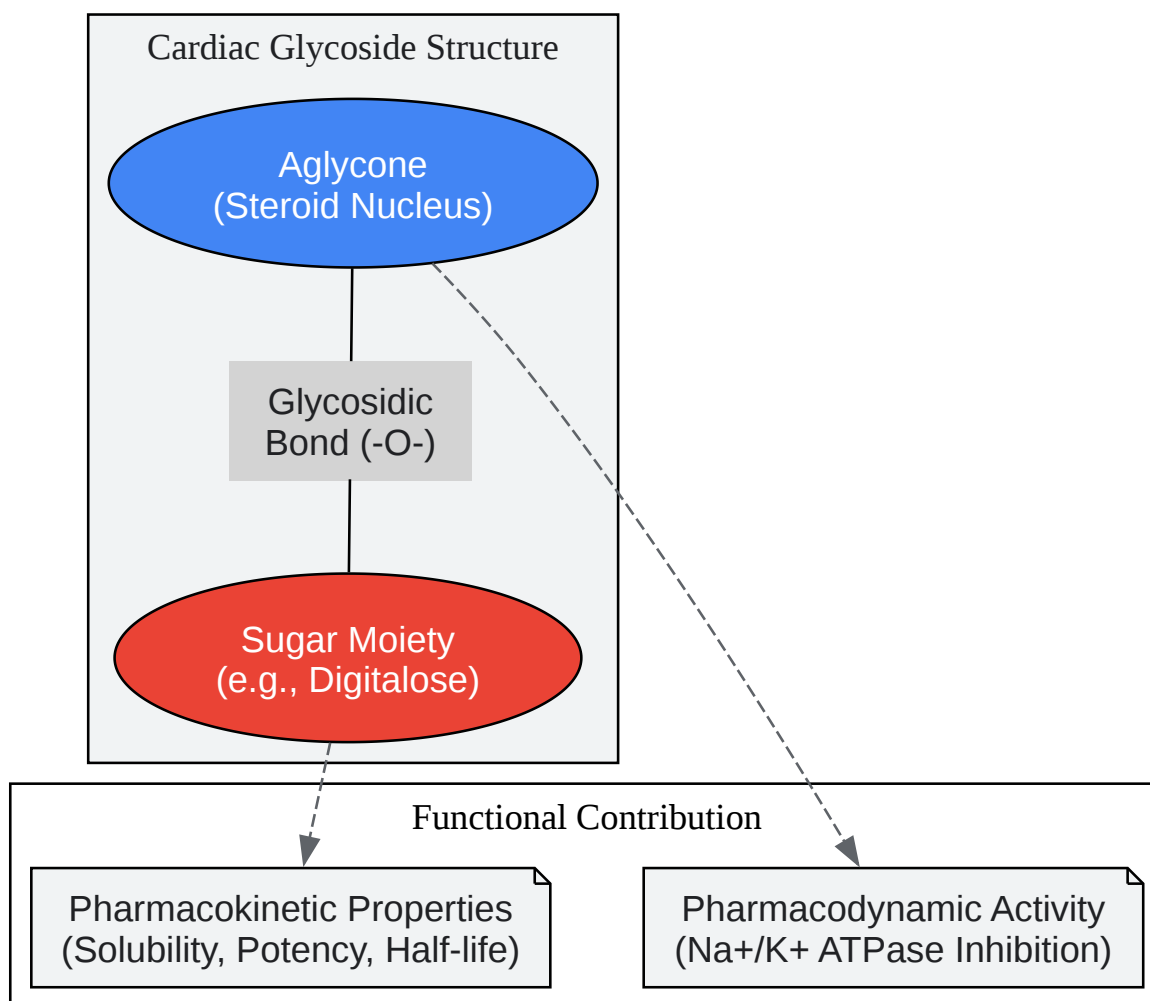 Cardiac Glycoside Structure
Aglycone
(Steroid Nucleus)
Glycosidic
Bond (-O-)
Sugar Moiety
(e.g., Digitalose)
Functional Contribution
Pharmacokinetic Properties
(Solubility, Potency, Half-life)
Pharmacodynamic Activity
(Na+/K+ ATPase Inhibition)